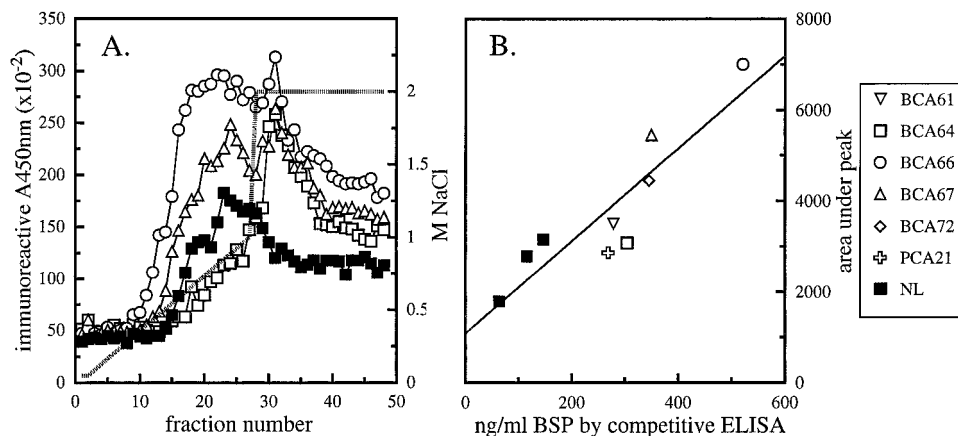 A.
immunoreactive A450nm (x10-2)
350
300
250
200
150
100
50
0
0
10
20
30
40
50
fraction number
2
1.5
1
0.5
0
M NaCl
B.
0
200
400
600
ng/ml BSP by competitive ELISA
8000
6000
4000
2000
0
area under peak
BCA61
BCA64
BCA66
BCA67
BCA72
PCA21
NL